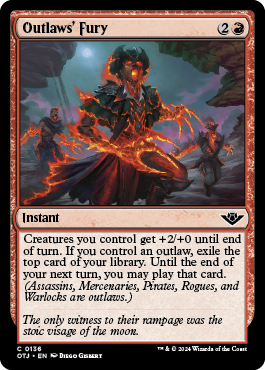 Outlaws' Fury 2
Instant
Creatures you control get +2/+0 until end
of turn. If you control an outlaw, exile the
top card of your library. Until the end of
your next turn, you may play that card.
(Assassins, Mercenaries, Pirates, Rogues, and
Warlocks are outlaws.)
The only witness to their rampage was the
stoic visage of the moon.
C 0136
OTJ • EN Diego Gisbert ™ & © 2024 Wizards of the Coast